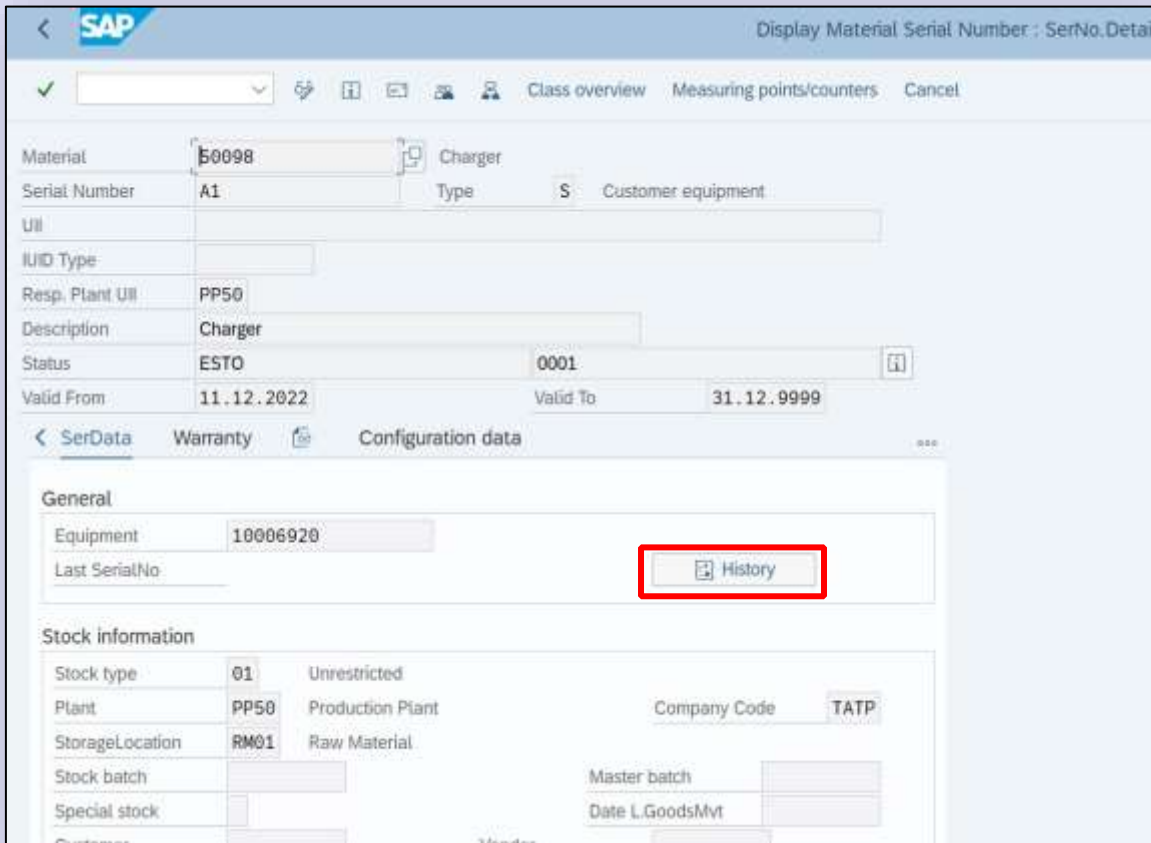 SAP
Display Material Serial Number : SerNo.Detai
Class overview Measuring points/counters Cancel
Material 50098 Charger
Serial Number A1 Type S Customer equipment
UII
IUID Type
Resp. Plant UII PP50
Description Charger
Status ESTO 0001
Valid From 11.12.2022 Valid To 31.12.9999
SerData Warranty Configuration data
General
Equipment 10006920
Last SerialNo History
Stock information
Stock type 01 Unrestricted
Plant PP50 Production Plant Company Code TATP
StorageLocation RM01 Raw Material
Stock batch Master batch
Special stock Date L.GoodsMvt
Customer Vendor